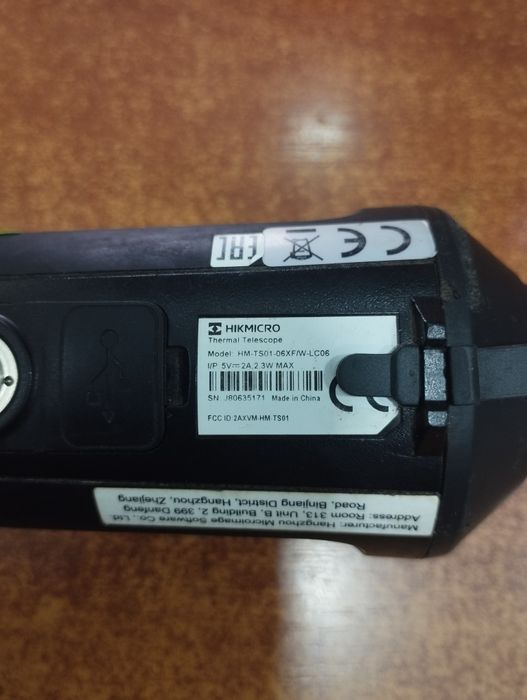 EAC
CE
HIKMICRO
Thermal Telescope
Model: HM-TS01-06XF/W-LC06
I/P 5V⎓2A,2.3W MAX
SN: J80635171 Made in China
FCC ID:2AXVM-HM-TS01
Manufacturer: Hangzhou Microimage Software Co., Ltd.
Address: Room 313, Unit B, Building 2, 399 Danfeng
Road, Binjiang District, Hangzhou, Zhejiang